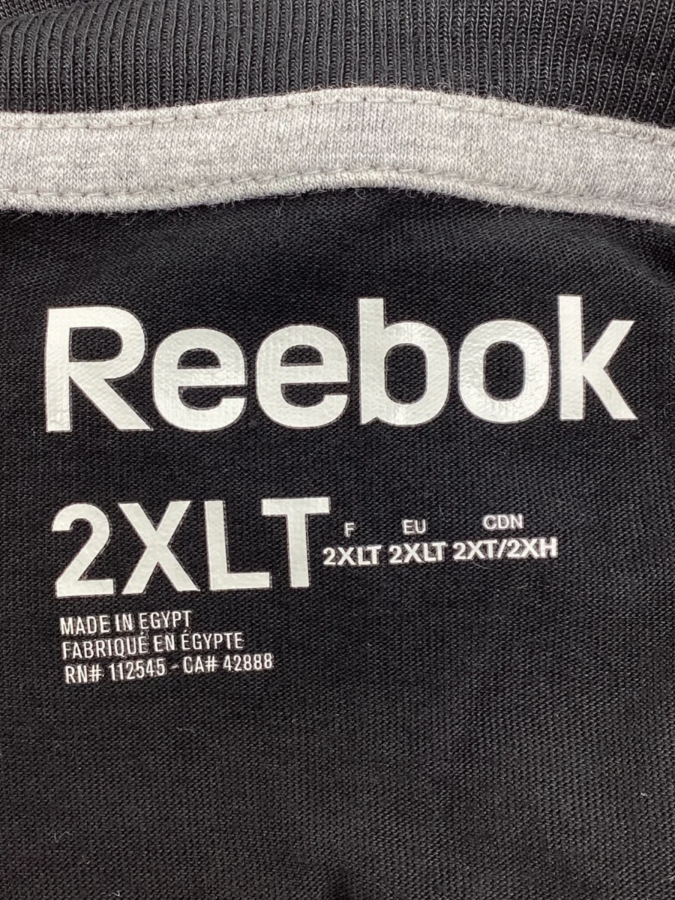 Reebok
2XLT
F EU CDN
2XLT 2XLT 2XT/2XH
MADE IN EGYPT
FABRIQUÉ EN ÉGYPTE
RN# 112545 - CA# 42888